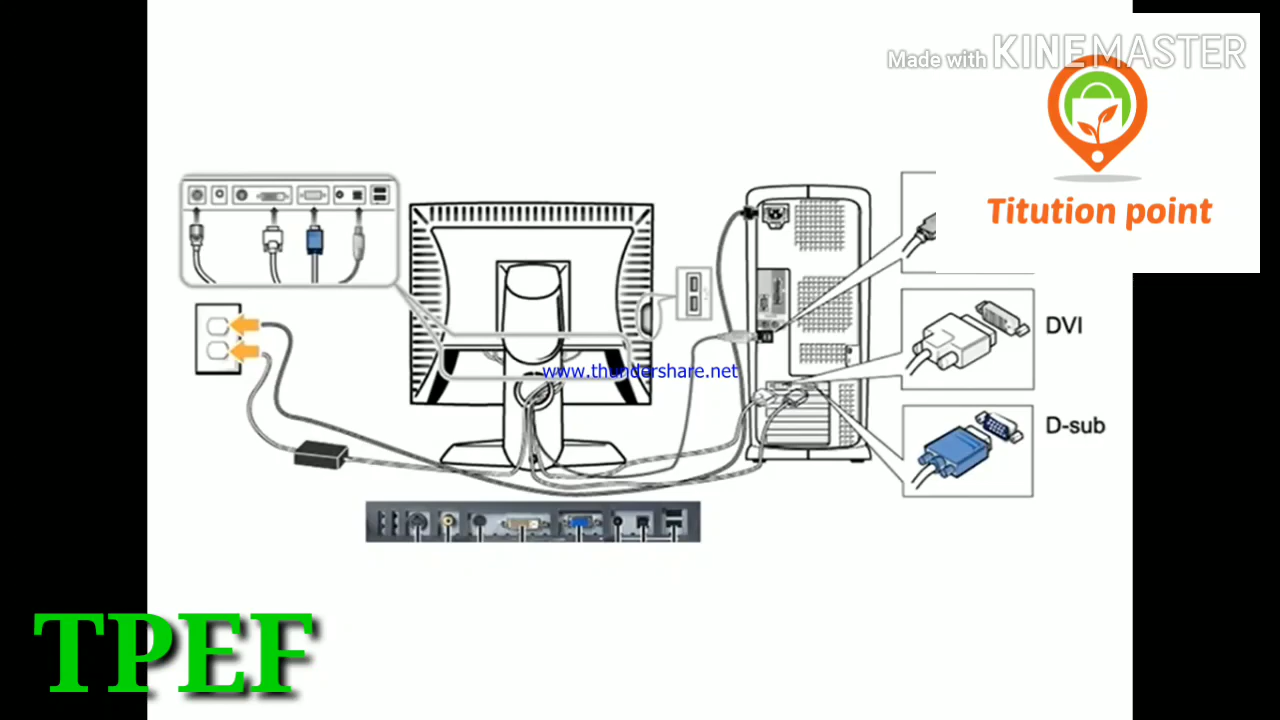 Made with KINEMASTER
Titution point
DVI
www.thundershare.net
D-sub
TPEF